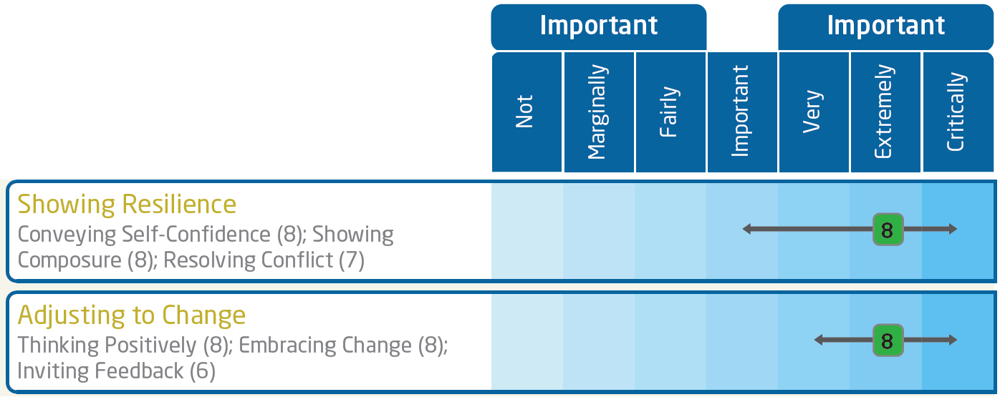 Important
Important
Not
Marginally
Fairly
Important
Very
Extremely
Critically
Showing Resilience
Conveying Self-Confidence (8); Showing
Composure (8); Resolving Conflict (7)
8
Adjusting to Change
Thinking Positively (8); Embracing Change (8);
Inviting Feedback (6)
8